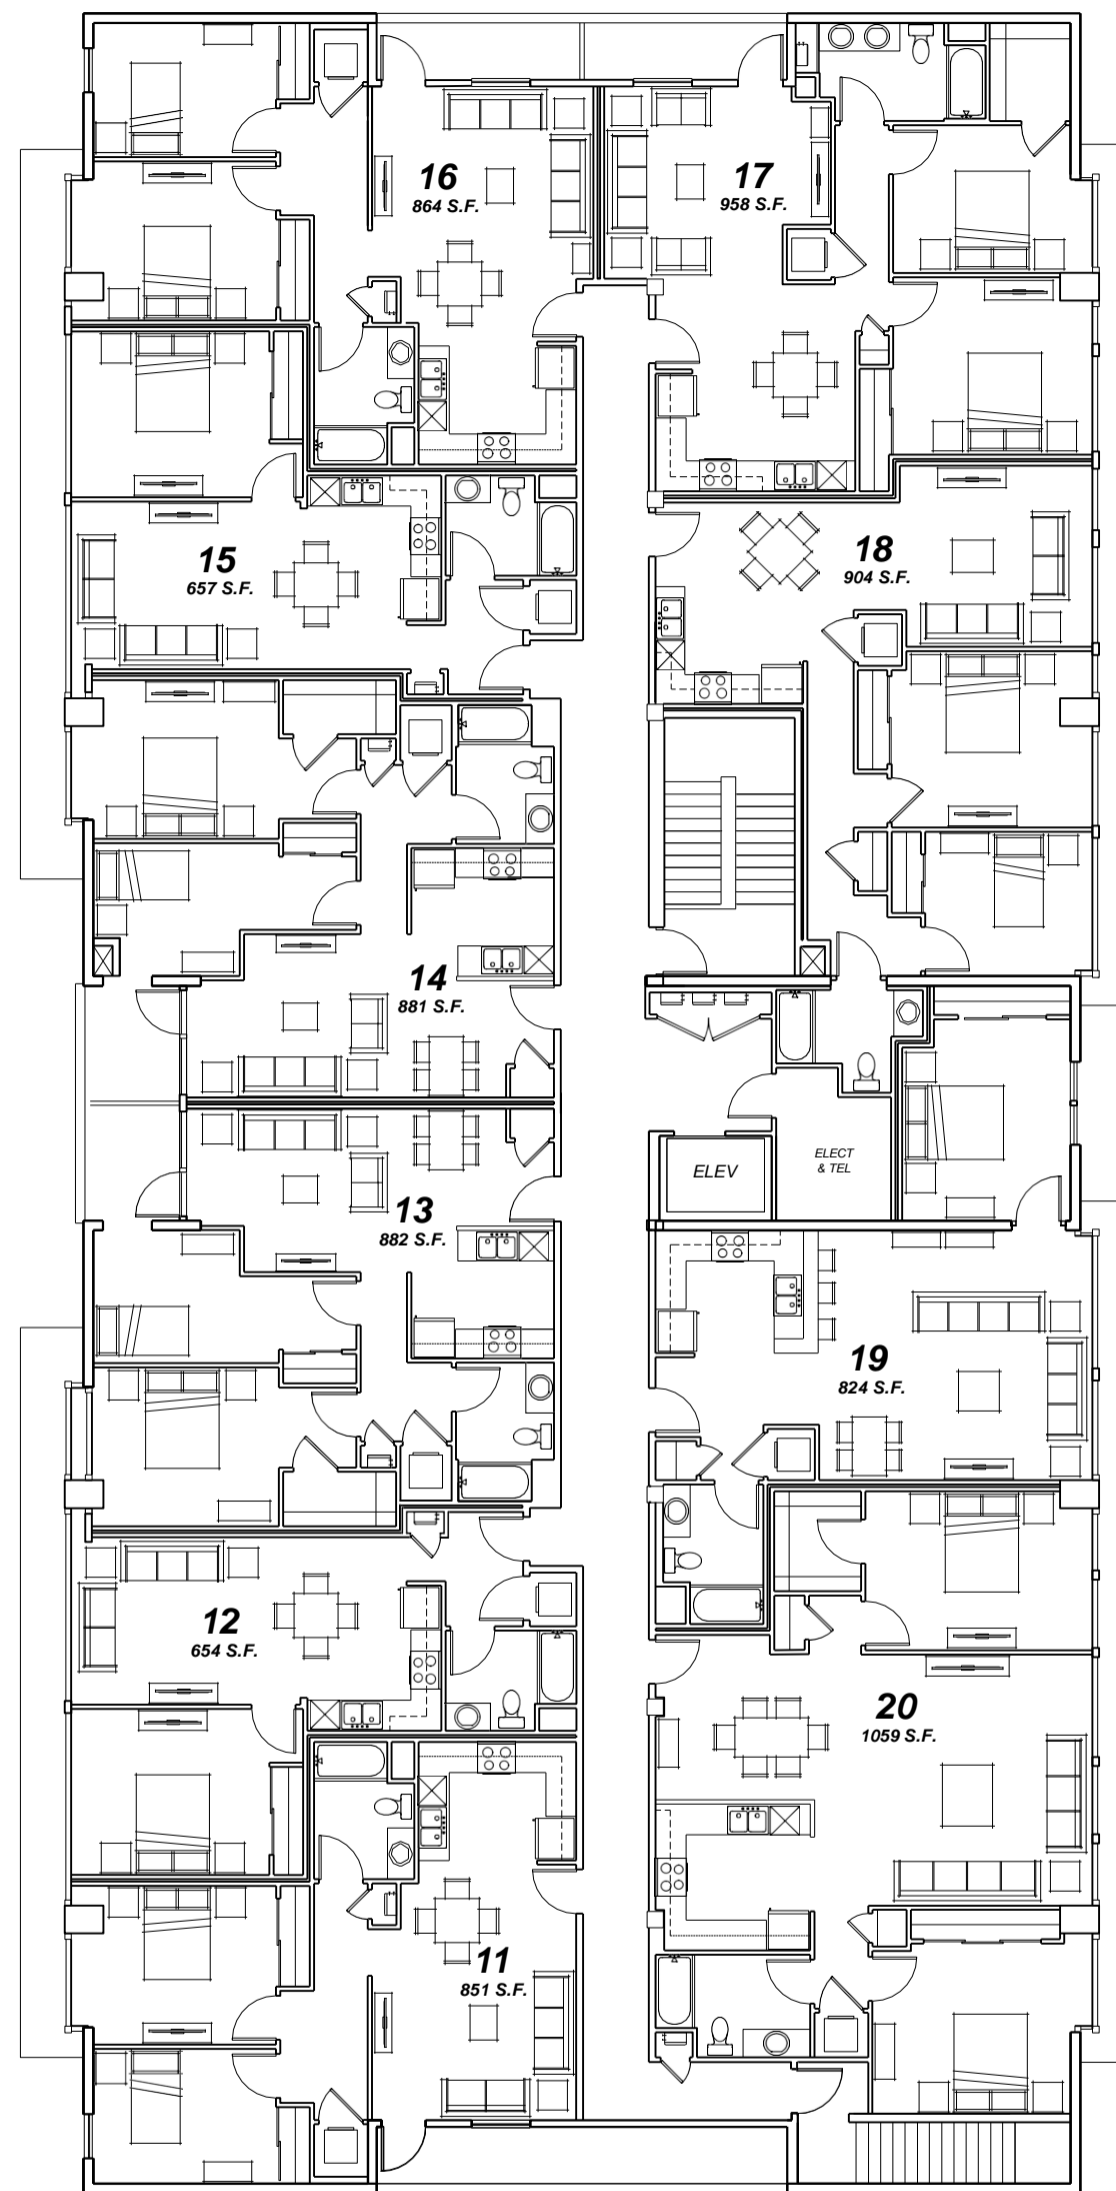 16
864 S.F.
17
958 S.F.
15
657 S.F.
18
904 S.F.
14
881 S.F.
13
882 S.F.
ELEV
ELECT
& TEL
19
824 S.F.
12
654 S.F.
20
1059 S.F.
11
851 S.F.